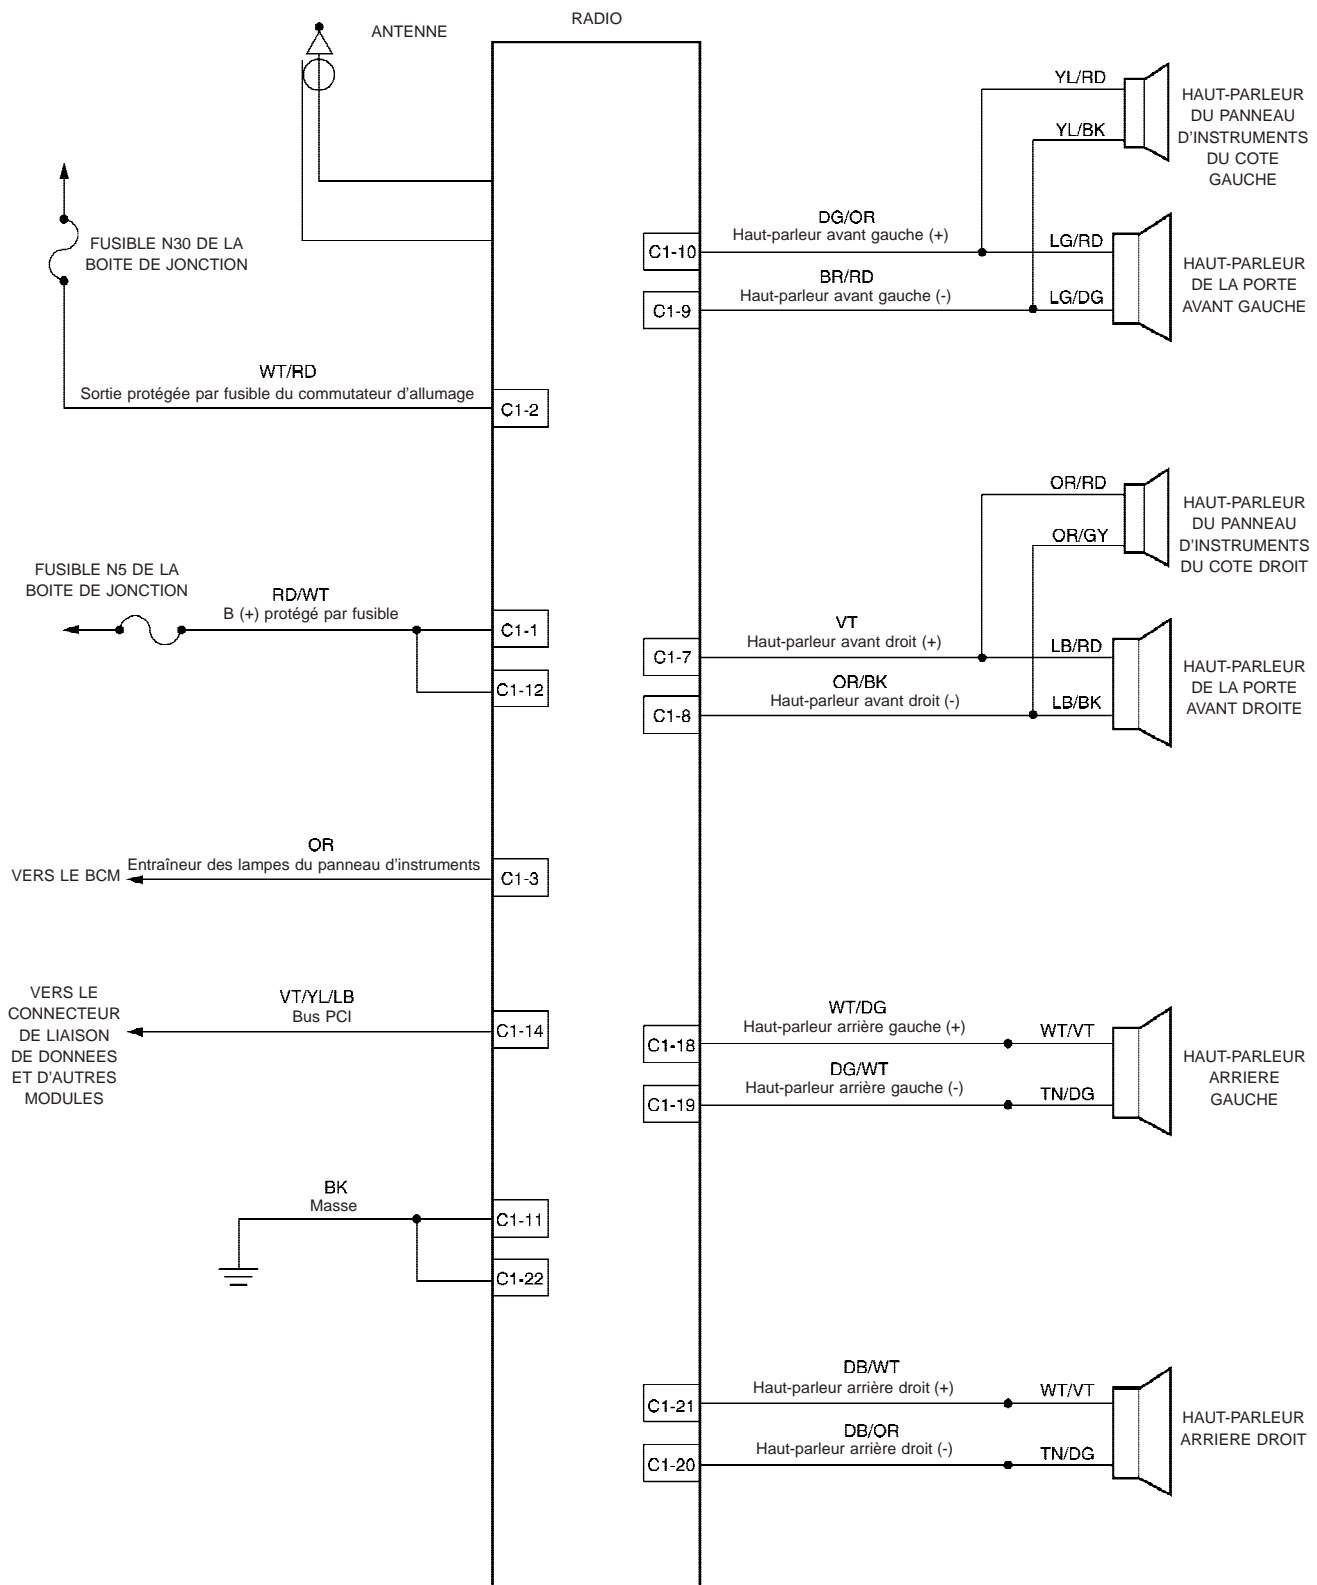 RADIO
ANTENNE
FUSIBLE N30 DE LA
BOITE DE JONCTION
WT/RD
Sortie protégée par fusible du commutateur d'allumage
C1-2
FUSIBLE N5 DE LA
BOITE DE JONCTION
RD/WT
B (+) protégé par fusible
C1-1
C1-12
OR
Entraîneur des lampes du panneau d'instruments
VERS LE BCM
C1-3
VERS LE
CONNECTEUR
DE LIAISON
DE DONNEES
ET D'AUTRES
MODULES
VT/YL/LB
Bus PCI
C1-14
BK
Masse
C1-11
C1-22
YL/RD
YL/BK
HAUT-PARLEUR
DU PANNEAU
D'INSTRUMENTS
DU COTE
GAUCHE
DG/OR
Haut-parleur avant gauche (+)
C1-10
LG/RD
BR/RD
Haut-parleur avant gauche (-)
C1-9
LG/DG
HAUT-PARLEUR
DE LA PORTE
AVANT GAUCHE
OR/RD
OR/GY
HAUT-PARLEUR
DU PANNEAU
D'INSTRUMENTS
DU COTE DROIT
VT
Haut-parleur avant droit (+)
C1-7
LB/RD
OR/BK
Haut-parleur avant droit (-)
C1-8
LB/BK
HAUT-PARLEUR
DE LA PORTE
AVANT DROITE
WT/DG
Haut-parleur arrière gauche (+)
C1-18
WT/VT
DG/WT
Haut-parleur arrière gauche (-)
C1-19
TN/DG
HAUT-PARLEUR
ARRIERE
GAUCHE
DB/WT
Haut-parleur arrière droit (+)
C1-21
WT/VT
DB/OR
Haut-parleur arrière droit (-)
C1-20
TN/DG
HAUT-PARLEUR
ARRIERE DROIT